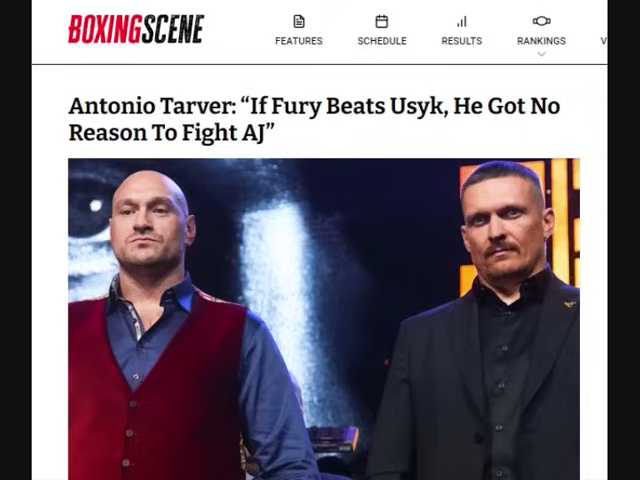 BOXINGSCENE
FEATURES
SCHEDULE
RESULTS
RANKINGS
V
Antonio Tarver: “If Fury Beats Usyk, He Got No
Reason To Fight AJ”